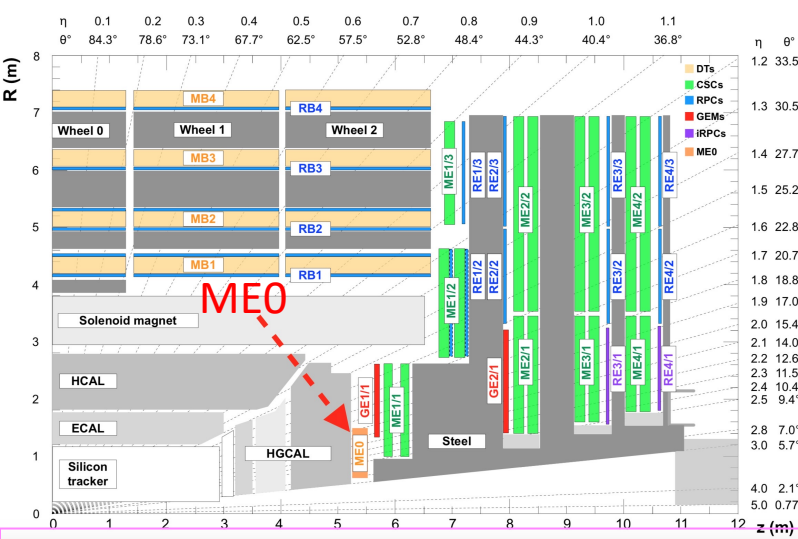 η 0.1 0.2 0.3 0.4 0.5 0.6 0.7 0.8 0.9 1.0 1.1
θ° 84.3° 78.6° 73.1° 67.7° 62.5° 57.5° 52.8° 48.4° 44.3° 40.4° 36.8° η θ°
R (m)
8
7
6
5
4
3
2
1
0
1.2 33.5
1.3 30.5
1.4 27.7
1.5 25.2
1.6 22.8
1.7 20.7
1.8 18.8
1.9 17.0
2.0 15.4
2.1 14.0
2.2 12.6
2.3 11.5
2.4 10.4
2.5 9.4°
2.8 7.0°
3.0 5.7°
4.0 2.1°
5.0 0.77
DTs
CSCs
RPCs
GEMs
iRPCs
ME0
MB4
RB4
Wheel 0 Wheel 1 Wheel 2
MB3
RB3
MB2
RB2
MB1
RB1
ME0
Solenoid magnet
HCAL
ECAL
Silicon
tracker
HGCAL
Steel
ME0
GE1/1
ME1/1
ME1/2
ME1/3
RE1/3
RE2/3
RE1/2
RE2/2
GE2/1
ME2/2
ME2/1
ME3/2
ME3/1
RE3/3
RE3/2
RE3/1
ME4/2
ME4/1
RE4/3
RE4/2
RE4/1
0 1 2 3 4 5 6 7 8 9 10 11 12 z (m)